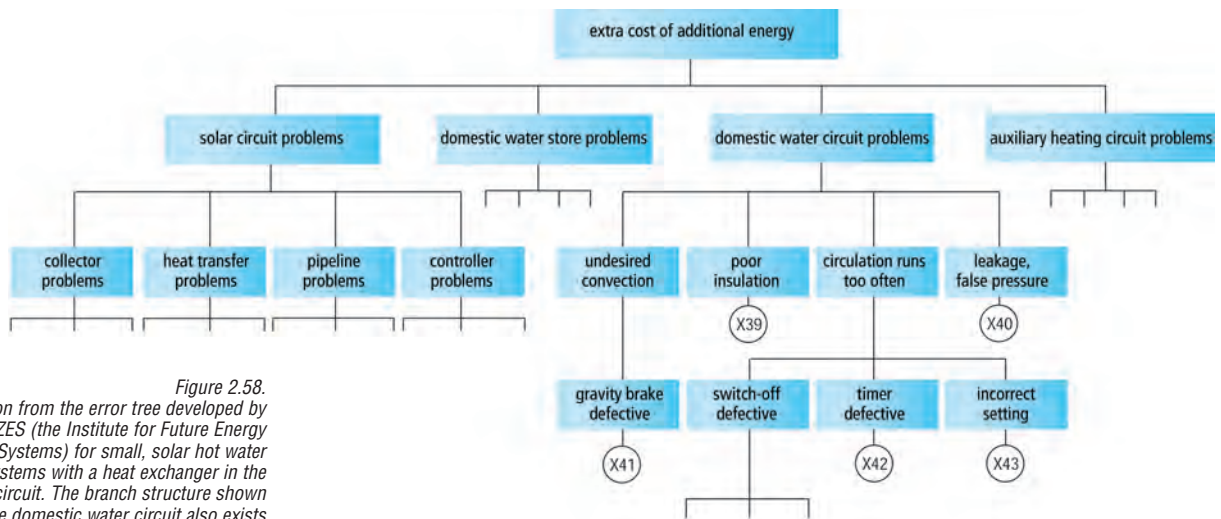 extra cost of additional energy
solar circuit problems
domestic water store problems
domestic water circuit problems
auxiliary heating circuit problems
collector
problems
heat transfer
problems
pipeline
problems
controller
problems
undesired
convection
poor
insulation
circulation runs
too often
leakage,
false pressure
X39
X40
gravity brake
defective
switch-off
defective
timer
defective
incorrect
setting
X41
X42
X43
Figure 2.58.
from the error tree developed by
(the Institute for Future Energy
Systems) for small, solar hot water
with a heat exchanger in the
circuit. The branch structure shown
domestic water circuit also exists